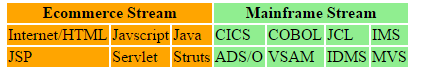 Ecommerce Stream Mainframe Stream
Internet/HTML Javscript Java CICS COBOL JCL IMS
JSP Servlet Struts ADS/O VSAM IDMS MVS